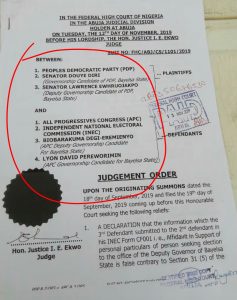 IN THE FEDERAL HIGH COURT OF NIGERIA
IN THE ABUJA JUDICIAL DIVISION
HOLDEN AT ABUJA
ON TUESDAY, THE 12TH DAY OF NOVEMBER, 2019
BEFORE HIS LORDSHIP, THE HON. JUSTICE I. E. EKWO
JUDGE
SUIT NO: FHC/ABJ/CS/1101/2019
BETWEEN:
1. PEOPLES DEMOCRATIC PARTY (PDP)
2. SENATOR DOUYE DIRI
(Governorship Candidate of PDP, Bayelsa State)
3. SENATOR LAWRENCE EWHRUOJAKPO
(Deputy Governorship Candidate of PDP,
Bayelsa State)
PLAINTIFFS
AND
1. ALL PROGRESSIVES CONGRESS (APC)
2. INDEPENDENT NATIONAL ELECTORAL
COMMISSION (INEC)
3. BIOBARAKUMA DEGI-EREMIENYO
(APC Deputy Governorship Candidate for
Bayelsa State)
4. LYON DAVID PEREWORIMIN
(APC Governorship Candidate for Bayelsa State)
DEFENDANTS
JUDGEMENT ORDER
UPON THE ORIGINATING SUMMONS dated the
18th day of September, 2019 and filed the 19th day of
September, 2019 coming up before this Honourable
Court seeking the following reliefs:
Hon. Justice I. E. Ekwo
Judge
A DECLARATION that the information which the
3rd Defendant submitted to the 2nd defendant in
his INEC Form CF001 i.e., Affidavit in Support of
personal particulars of person seeking election
to the office of the Deputy Governor of Bayelsa
State is false contrary to Section 31 (5) of the